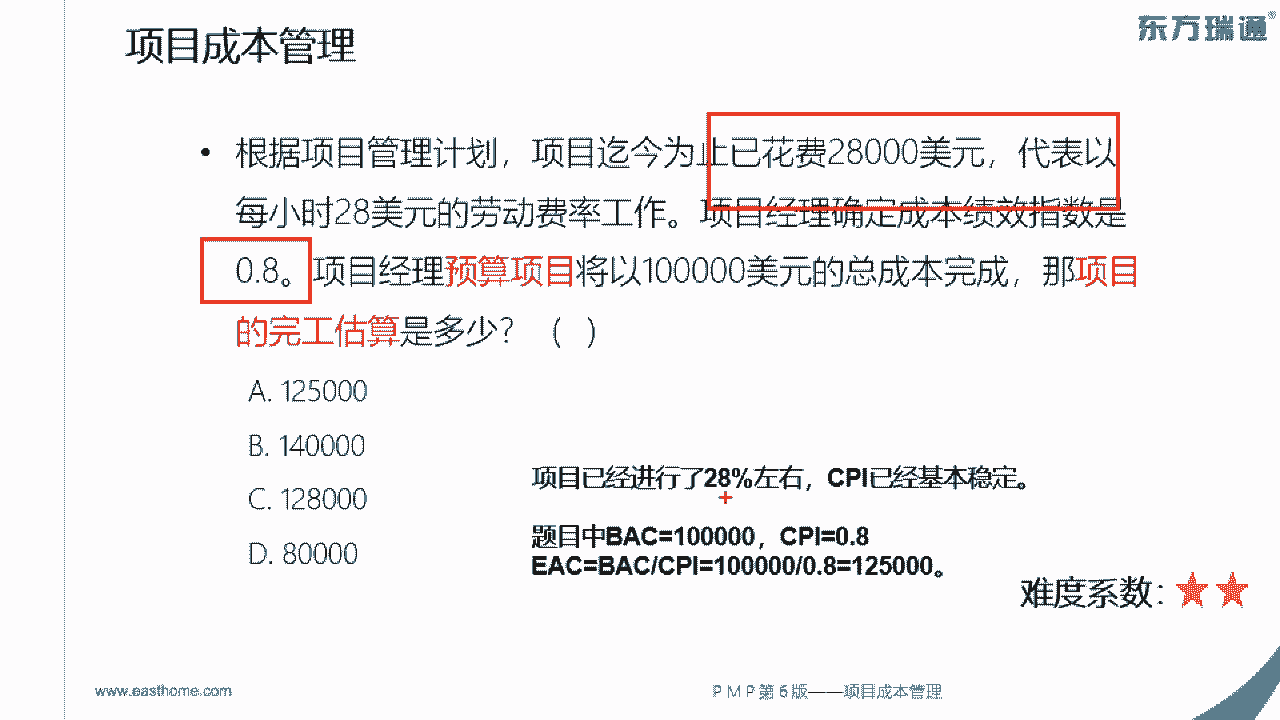 项目成本管理
东方瑞通®
• 根据项目管理计划，项目迄今为止已花费28000美元，代表以
每小时28美元的劳动费率工作。项目经理确定成本绩效指数是
0.8。项目经理预算项目将以100000美元的总成本完成，那项目
的完工估算是多少？（ ）
A. 125000
B. 140000
C. 128000
D. 80000
项目已经进行了28%左右，CPI已经基本稳定。
题目中BAC=100000，CPI=0.8
EAC=BAC/CPI=100000/0.8=125000。
难度系数：★★
www.easthome.com
PMP第6版——项目成本管理